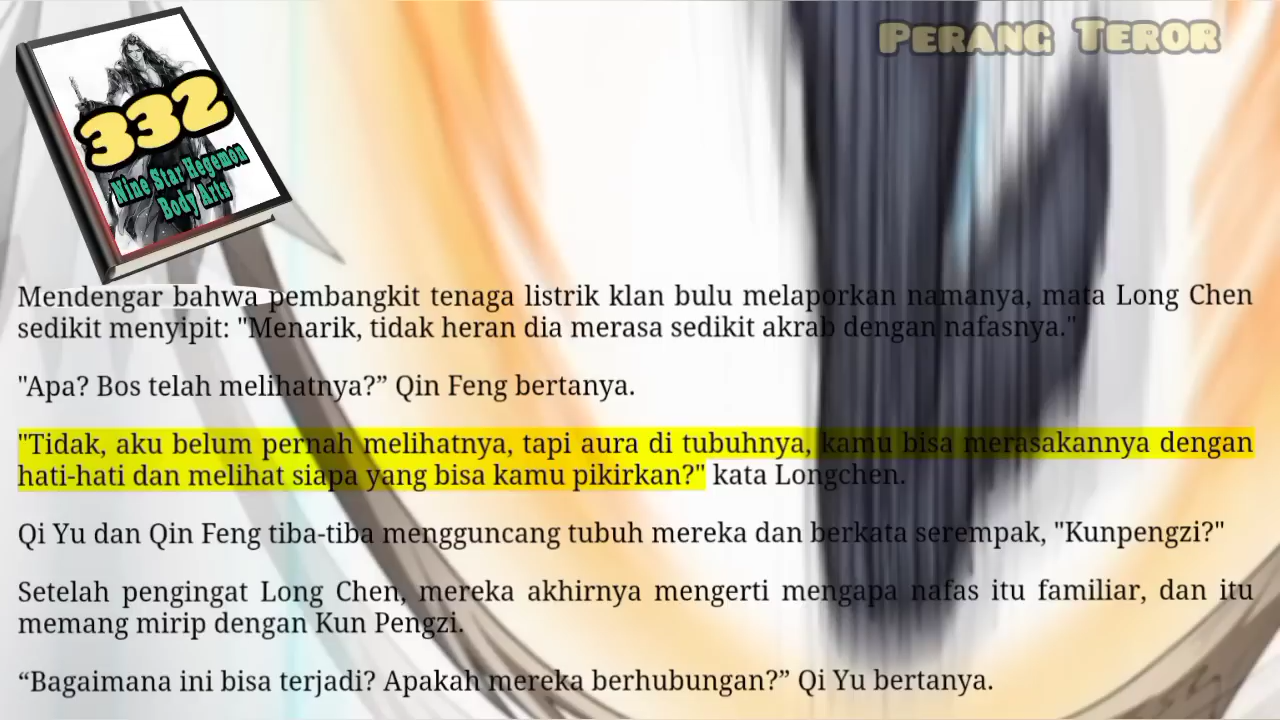 Perang Teror
332
Nine Star Hegemon
Body Arts
Mendengar bahwa pembangkit tenaga listrik klan bulu melaporkan namanya, mata Long Chen
sedikit menyipit: "Menarik, tidak heran dia merasa sedikit akrab dengan nafasnya."
"Apa? Bos telah melihatnya?” Qin Feng bertanya.
"Tidak, aku belum pernah melihatnya, tapi aura di tubuhnya, kamu bisa merasakannya dengan
hati-hati dan melihat siapa yang bisa kamu pikirkan?" kata Longchen.
Qi Yu dan Qin Feng tiba-tiba mengguncang tubuh mereka dan berkata serempak, "Kunpengzi?"
Setelah pengingat Long Chen, mereka akhirnya mengerti mengapa nafas itu familiar, dan itu
memang mirip dengan Kun Pengzi.
“Bagaimana ini bisa terjadi? Apakah mereka berhubungan?” Qi Yu bertanya.